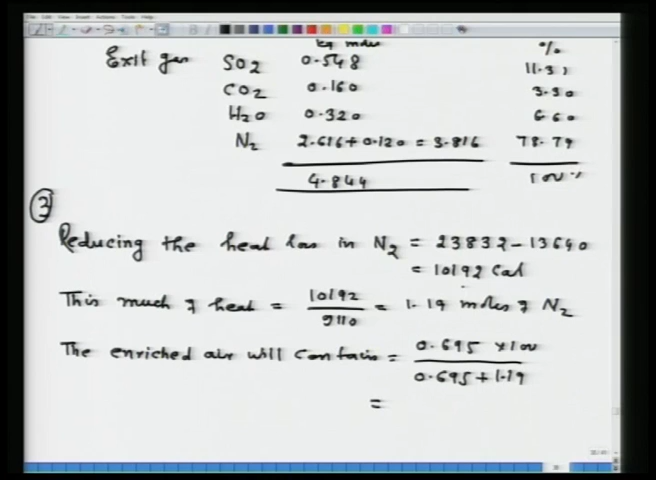 kg moles %
Exit gas SO2 0.548 11.31
CO2 0.160 3.30
H2O 0.320 6.60
N2 2.616+0.120 = 3.816 78.79
4.844 100%
3
Reducing the heat loss in N2 = 23832-13640
= 10192 Cal
This much of heat = 10192/9110 = 1.19 moles of N2
The enriched air will contain = 0.695 x100/0.695+1.19
=